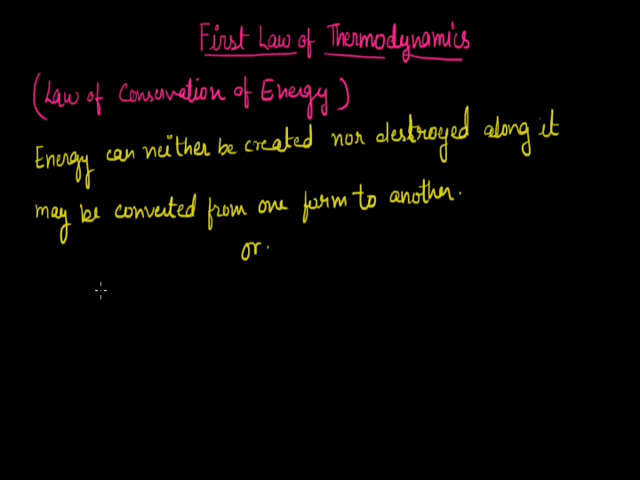 First Law of Thermodynamics
(Law of Conservation of Energy)
Energy can neither be created nor destroyed along it
may be converted from one form to another.
or.